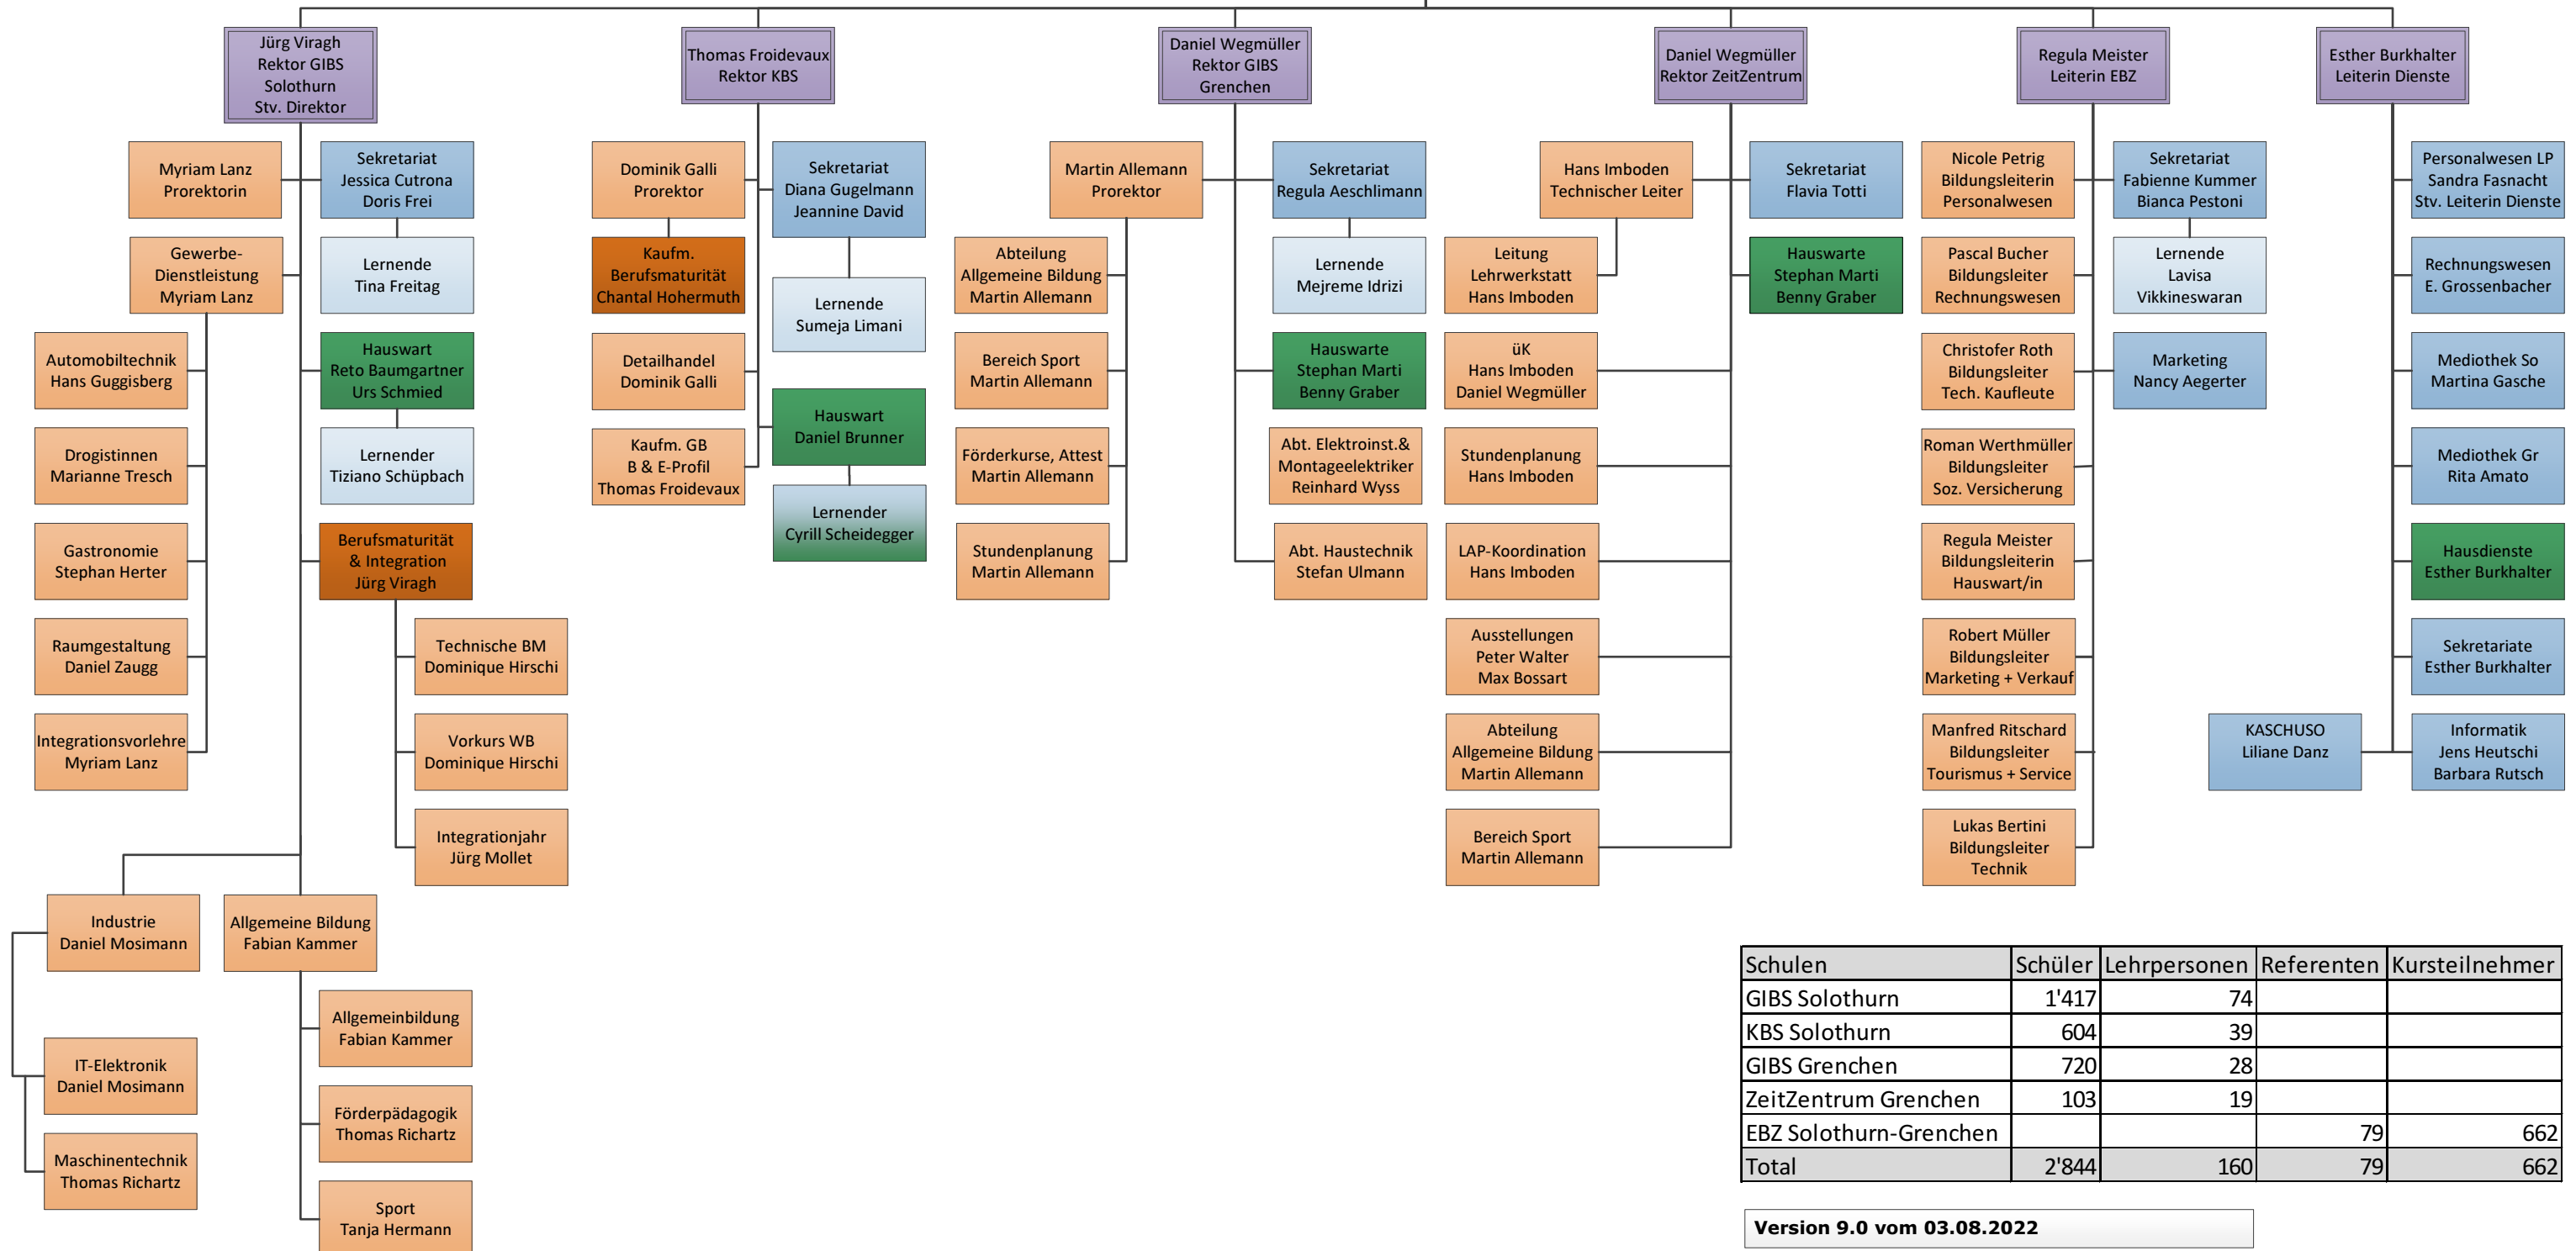 Jürg Viragh
Rektor GIBS
Solothurn
Stv. Direktor
Myriam Lanz
Prorektorin
Sekretariat
Jessica Cutrona
Doris Frei
Gewerbe-
Dienstleistung
Myriam Lanz
Lernende
Tina Freitag
Automobiltechnik
Hans Guggisberg
Hauswart
Reto Baumgartner
Urs Schmied
Drogistinnen
Marianne Tresch
Lernender
Tiziano Schüpbach
Gastronomie
Stephan Herter
Berufsmaturität
& Integration
Jürg Viragh
Raumgestaltung
Daniel Zaugg
Technische BM
Dominique Hirschi
Integrationsvorlehre
Myriam Lanz
Vorkurs WB
Dominique Hirschi
Integrationjahr
Jürg Mollet
Industrie
Daniel Mosimann
Allgemeine Bildung
Fabian Kammer
IT-Elektronik
Daniel Mosimann
Maschinentechnik
Thomas Richartz
Allgemeinbildung
Fabian Kammer
Förderpädagogik
Thomas Richartz
Sport
Tanja Hermann
Thomas Froidevaux
Rektor KBS
Dominik Galli
Prorektor
Sekretariat
Diana Gugelmann
Jeannine David
Kaufm.
Berufsmaturität
Chantal Hohermuth
Lernende
Sumeja Limani
Detailhandel
Dominik Galli
Hauswart
Daniel Brunner
Kaufm. GB
B & E-Profil
Thomas Froidevaux
Lernender
Cyrill Scheidegger
Daniel Wegmüller
Rektor GIBS
Grenchen
Martin Allemann
Prorektor
Sekretariat
Regula Aeschlimann
Abteilung
Allgemeine Bildung
Martin Allemann
Lernende
Mejreme Idrizi
Bereich Sport
Martin Allemann
Hauswarte
Stephan Marti
Benny Graber
Förderkurse, Attest
Martin Allemann
Abt. Elektroinst.&
Montageelektriker
Reinhard Wyss
Stundenplanung
Martin Allemann
Abt. Haustechnik
Stefan Ulmann
Daniel Wegmüller
Rektor ZeitZentrum
Hans Imboden
Technischer Leiter
Sekretariat
Flavia Totti
Leitung
Lehrwerkstatt
Hans Imboden
Hauswarte
Stephan Marti
Benny Graber
üK
Hans Imboden
Daniel Wegmüller
Stundenplanung
Hans Imboden
LAP-Koordination
Hans Imboden
Ausstellungen
Peter Walter
Max Bossart
Abteilung
Allgemeine Bildung
Martin Allemann
Bereich Sport
Martin Allemann
Regula Meister
Leiterin EBZ
Nicole Petrig
Bildungsleiterin
Personalwesen
Sekretariat
Fabienne Kummer
Bianca Pestoni
Pascal Bucher
Bildungsleiter
Rechnungswesen
Lernende
Lavisa
Vikkineswaran
Christofer Roth
Bildungsleiter
Tech. Kaufleute
Marketing
Nancy Aegerter
Roman Werthmüller
Bildungsleiter
Soz. Versicherung
Regula Meister
Bildungsleiterin
Hauswart/in
Robert Müller
Bildungsleiter
Marketing + Verkauf
Manfred Ritschard
Bildungsleiter
Tourismus + Service
Lukas Bertini
Bildungsleiter
Technik
Esther Burkhalter
Leiterin Dienste
Personalwesen LP
Sandra Fasnacht
Stv. Leiterin Dienste
Rechnungswesen
E. Grossenbacher
Mediothek So
Martina Gasche
Mediothek Gr
Rita Amato
Hausdienste
Esther Burkhalter
Sekretariate
Esther Burkhalter
KASCHUSO
Liliane Danz
Informatik
Jens Heutschi
Barbara Rutsch
Schulen Schüler Lehrpersonen Referenten Kursteilnehmer
GIBS Solothurn 1'417 74
KBS Solothurn 604 39
GIBS Grenchen 720 28
ZeitZentrum Grenchen 103 19
EBZ Solothurn-Grenchen 79 662
Total 2'844 160 79 662
Version 9.0 vom 03.08.2022